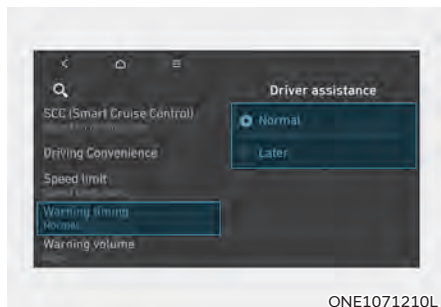 Driver assistance
SCC (Smart Cruise Control)
Driving Convenience
Speed limit
Warning timing
Normal
Warning volume
Normal
Later
ONE1071210L